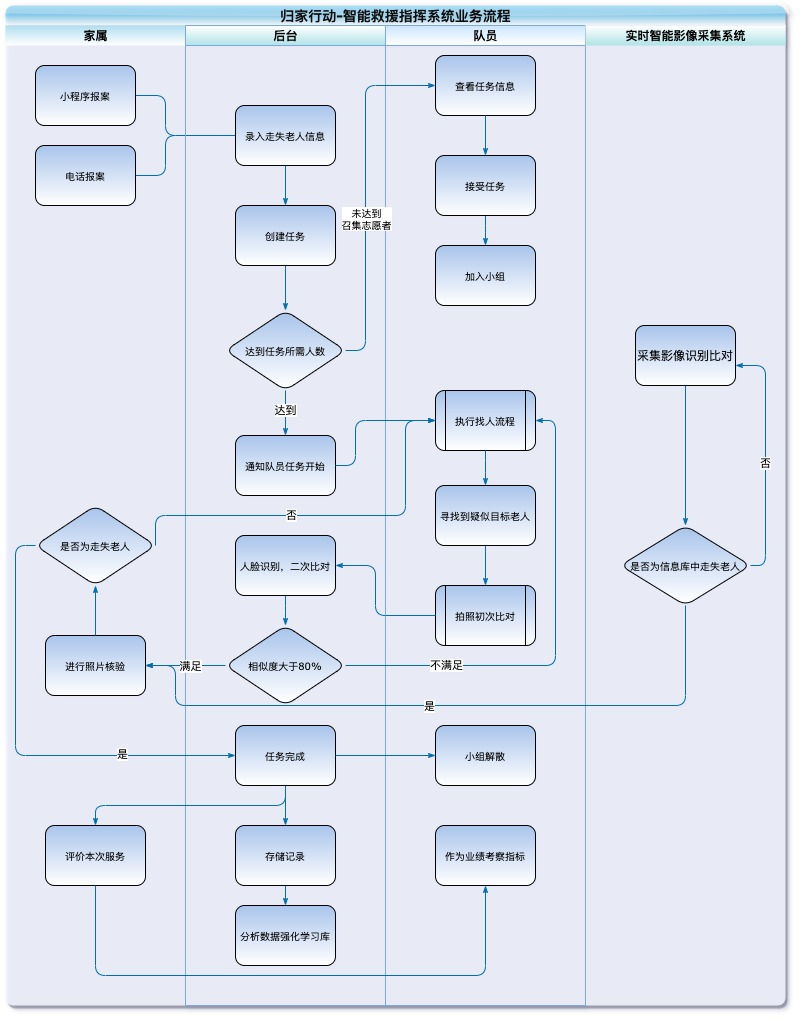 归家行动-智能救援指挥系统业务流程
家属
后台
队员
实时智能影像采集系统
小程序报案
电话报案
录入走失老人信息
创建任务
未达到
召集志愿者
查看任务信息
接受任务
加入小组
达到任务所需人数
达到
通知队员任务开始
执行找人流程
采集影像识别比对
否
否
是否为走失老人
寻找到疑似目标老人
人脸识别，二次比对
拍照初次比对
是否为信息库中走失老人
进行照片核验
满足
相似度大于80%
不满足
是
是
任务完成
小组解散
评价本次服务
存储记录
作为业绩考察指标
分析数据强化学习库